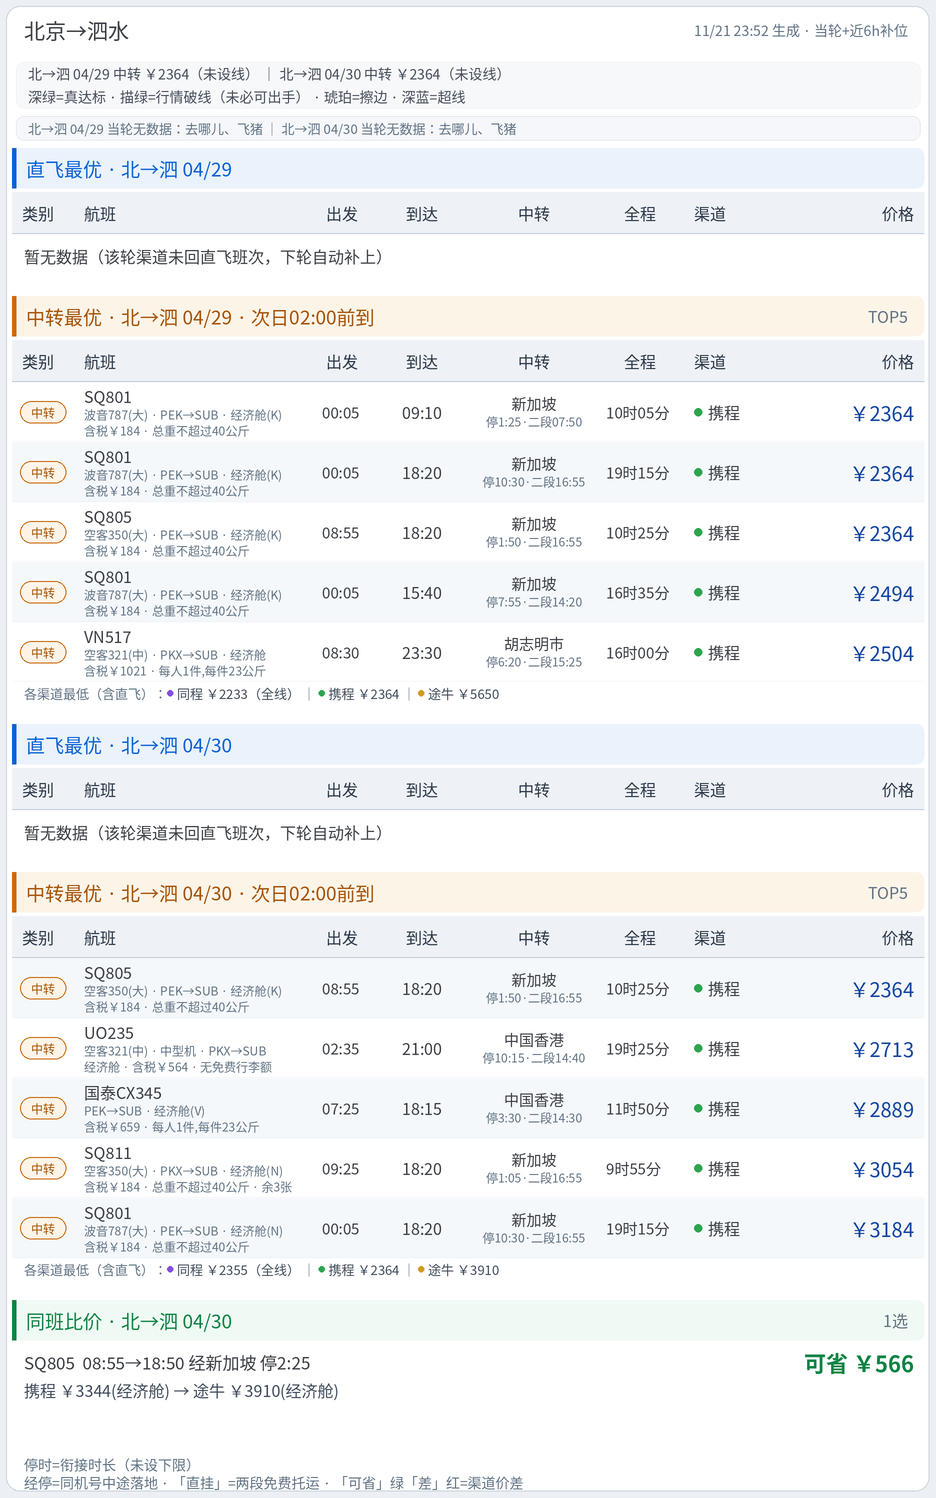 北京→泗水
11/21 23:52 生成 · 当轮+近6h补位
北→泗 04/29 中转 ￥2364（未设线） ｜ 北→泗 04/30 中转 ￥2364（未设线）
深绿=真达标 · 描绿=行情破线（未必可出手） · 琥珀=擦边 · 深蓝=超线
北→泗 04/29 当轮无数据：去哪儿、飞猪 ｜ 北→泗 04/30 当轮无数据：去哪儿、飞猪
直飞最优 · 北→泗 04/29
类别 航班 出发 到达 中转 全程 渠道 价格
暂无数据（该轮渠道未回直飞班次，下轮自动补上）
中转最优 · 北→泗 04/29 · 次日02:00前到 TOP5
类别 航班 出发 到达 中转 全程 渠道 价格
SQ801
波音787(大) · PEK→SUB · 经济舱(K)
含税￥184 · 总重不超过40公斤
中转 00:05 09:10 新加坡 停1:25·二段07:50 10时05分 携程 ￥2364
SQ801
波音787(大) · PEK→SUB · 经济舱(K)
含税￥184 · 总重不超过40公斤
中转 00:05 18:20 新加坡 停10:30·二段16:55 19时15分 携程 ￥2364
SQ805
空客350(大) · PEK→SUB · 经济舱(K)
含税￥184 · 总重不超过40公斤
中转 08:55 18:20 新加坡 停1:50·二段16:55 10时25分 携程 ￥2364
SQ801
波音787(大) · PEK→SUB · 经济舱(K)
含税￥184 · 总重不超过40公斤
中转 00:05 15:40 新加坡 停7:55·二段14:20 16时35分 携程 ￥2494
VN517
空客321(中) · PKX→SUB · 经济舱
含税￥1021 · 每人1件,每件23公斤
中转 08:30 23:30 胡志明市 停6:20·二段15:25 16时00分 携程 ￥2504
各渠道最低（含直飞）：同程 ￥2233（全线） ｜ 携程 ￥2364 ｜ 途牛 ￥5650
直飞最优 · 北→泗 04/30
类别 航班 出发 到达 中转 全程 渠道 价格
暂无数据（该轮渠道未回直飞班次，下轮自动补上）
中转最优 · 北→泗 04/30 · 次日02:00前到 TOP5
类别 航班 出发 到达 中转 全程 渠道 价格
SQ805
空客350(大) · PEK→SUB · 经济舱(K)
含税￥184 · 总重不超过40公斤
中转 08:55 18:20 新加坡 停1:50·二段16:55 10时25分 携程 ￥2364
UO235
空客321(中) · 中型机 · PKX→SUB
经济舱 · 含税￥564 · 无免费行李额
中转 02:35 21:00 中国香港 停10:15·二段14:40 19时25分 携程 ￥2713
国泰CX345
PEK→SUB · 经济舱(V)
含税￥659 · 每人1件,每件23公斤
中转 07:25 18:15 中国香港 停3:30·二段14:30 11时50分 携程 ￥2889
SQ811
空客350(大) · PKX→SUB · 经济舱(N)
含税￥184 · 总重不超过40公斤 · 余3张
中转 09:25 18:20 新加坡 停1:05·二段16:55 9时55分 携程 ￥3054
SQ801
波音787(大) · PEK→SUB · 经济舱(N)
含税￥184 · 总重不超过40公斤
中转 00:05 18:20 新加坡 停10:30·二段16:55 19时15分 携程 ￥3184
各渠道最低（含直飞）：同程 ￥2355（全线） ｜ 携程 ￥2364 ｜ 途牛 ￥3910
同班比价 · 北→泗 04/30 1选
SQ805 08:55→18:50 经新加坡 停2:25 可省 ￥566
携程 ￥3344(经济舱) → 途牛 ￥3910(经济舱)
停时=衔接时长（未设下限）
经停=同机号中途落地 · 「直挂」=两段免费托运 · 「可省」绿「差」红=渠道价差